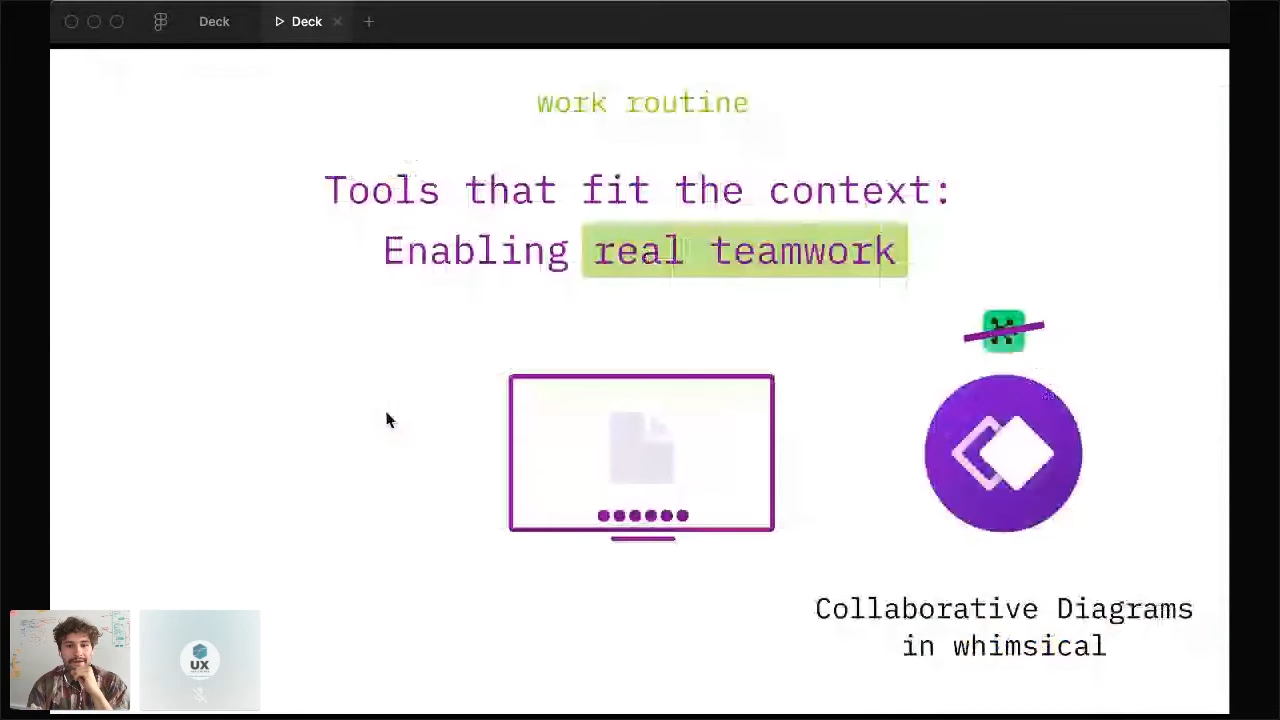 Deck
Deck
work routine
Tools that fit the context:
Enabling real teamwork
Collaborative Diagrams
in whimsical
UX